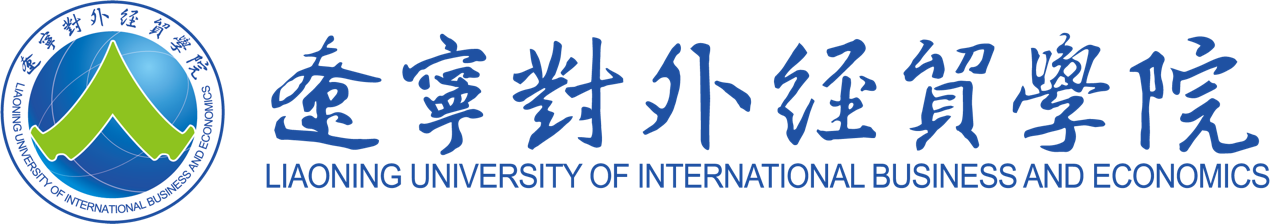 遼寧對外經貿學院
LIAONING UNIVERSITY OF INTERNATIONAL BUSINESS AND ECONOMICS
遼寧對外經貿學院
LIAONING UNIVERSITY OF INTERNATIONAL BUSINESS AND ECONOMICS